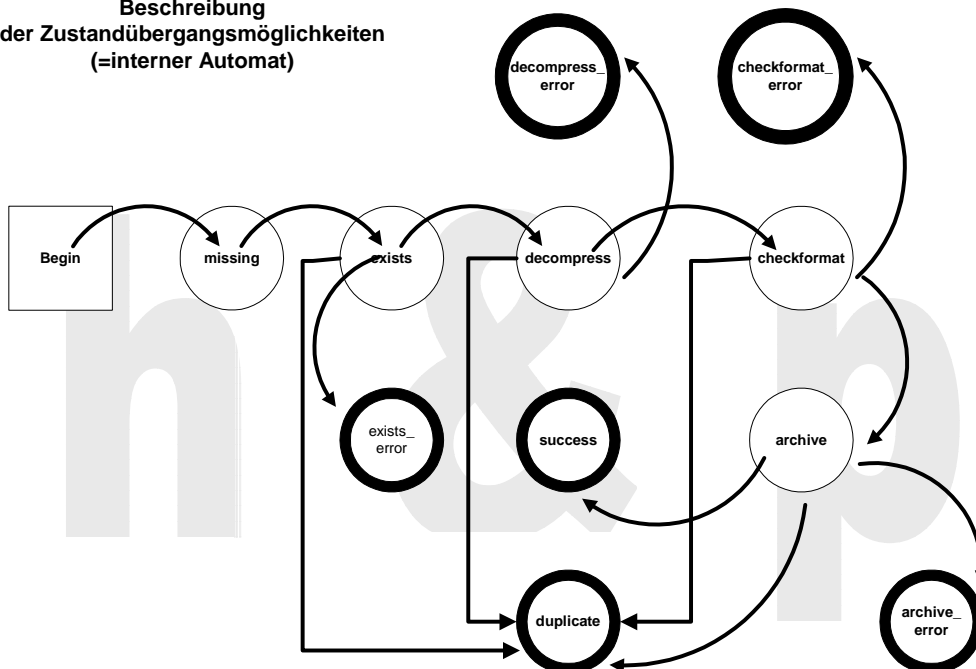 Beschreibung
der Zustandübergangsmöglichkeiten
(=interner Automat)
decompress_
error
checkformat_
error
Begin
missing
exists
decompress
checkformat
exists_
error
success
archive
duplicate
archive_
error
h & p